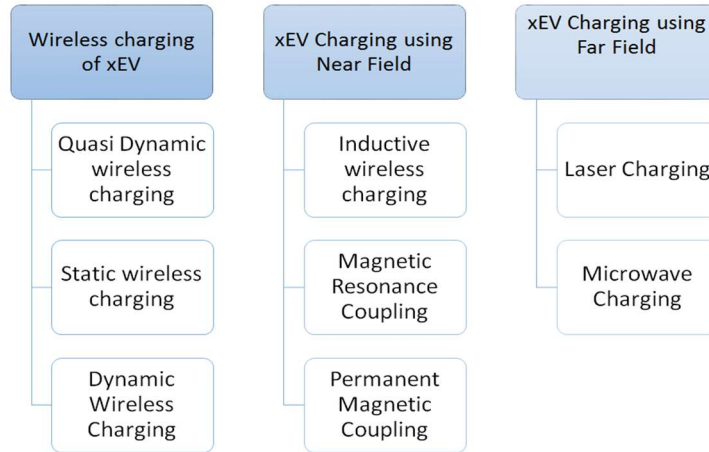 Wireless charging
of xEV
Quasi Dynamic
wireless
charging
Static wireless
charging
Dynamic
Wireless
Charging
xEV Charging using
Near Field
Inductive
wireless
charging
Magnetic
Resonance
Coupling
Permanent
Magnetic
Coupling
xEV Charging using
Far Field
Laser Charging
Microwave
Charging